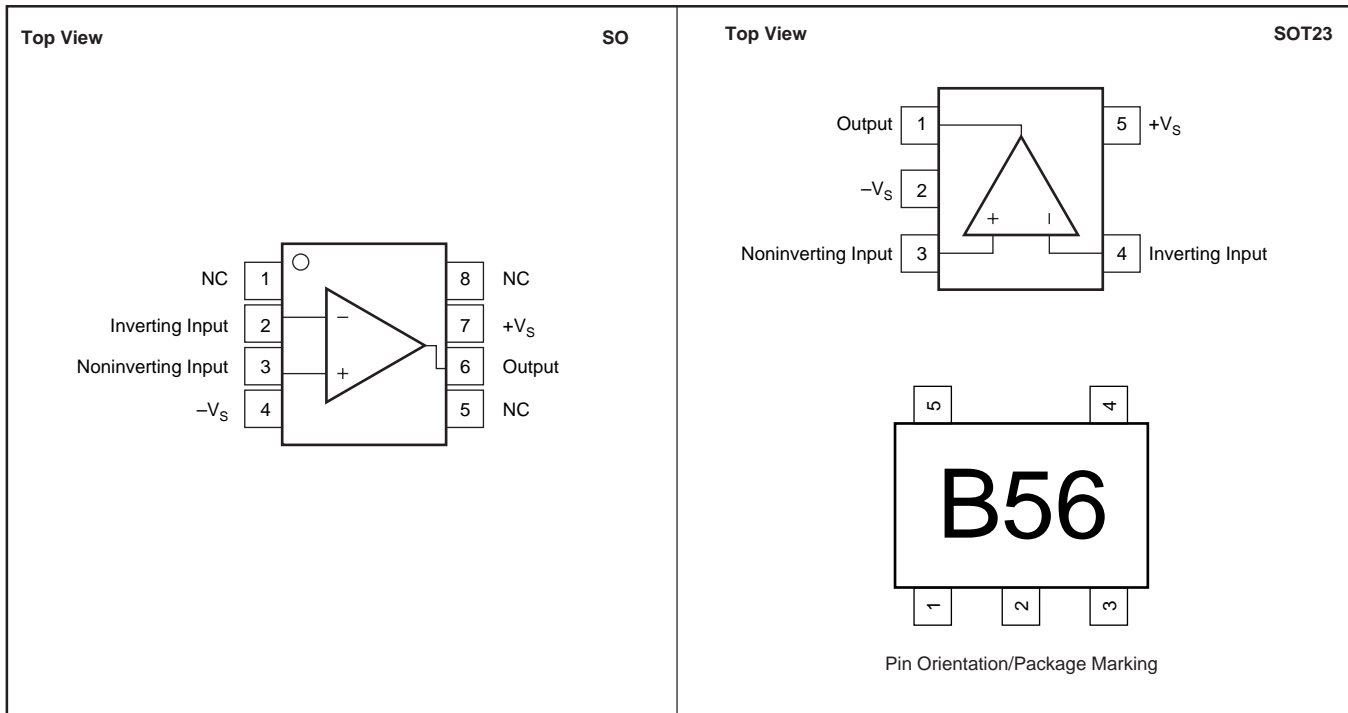 Top View SO
NC 1 8 NC
Inverting Input 2 − 7 +VS
Noninverting Input 3 + 6 Output
–VS 4 5 NC
Top View SOT23
Output 1 5 +VS
–VS 2
Noninverting Input 3 + − 4 Inverting Input
5 4
B56
1 2 3
Pin Orientation/Package Marking